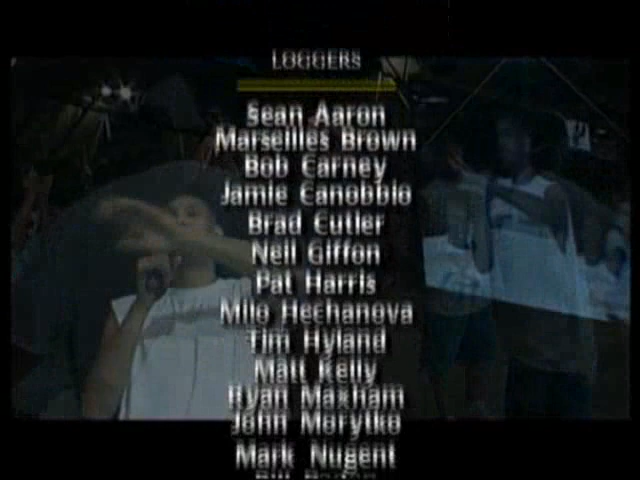 LOGGERS
Sean Aaron
Marseilles Brown
Bob Carney
Jamie Canobbio
Brad Cutler
Neil Giffon
Pat Harris
Milo Hechanova
Tim Hyland
Matt Kelly
Ryan Maxham
John Morytko
Mark Nugent